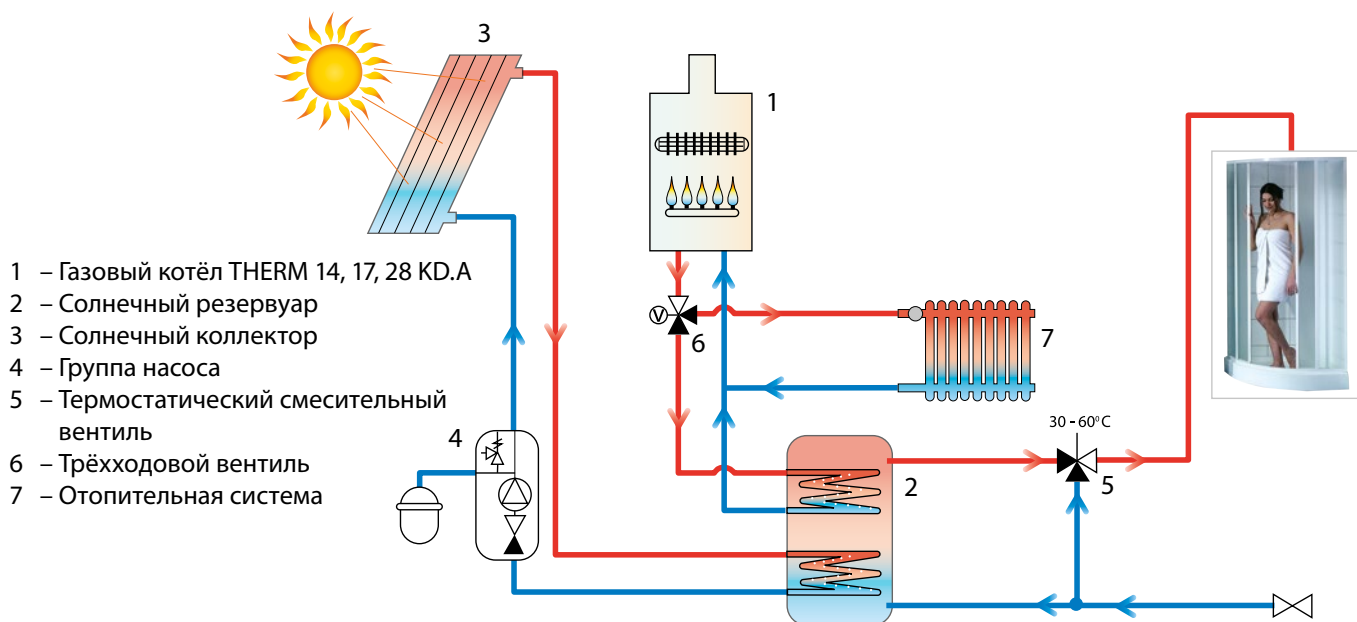 3
1
1 – Газовый котёл THERM 14, 17, 28 KD.A
2 – Солнечный резервуар
3 – Солнечный коллектор
4 – Группа насоса
5 – Термостатический смесительный
вентиль
6 – Трёхходовой вентиль
7 – Отопительная система
V
6
7
4
30 - 60⁰C
2
5